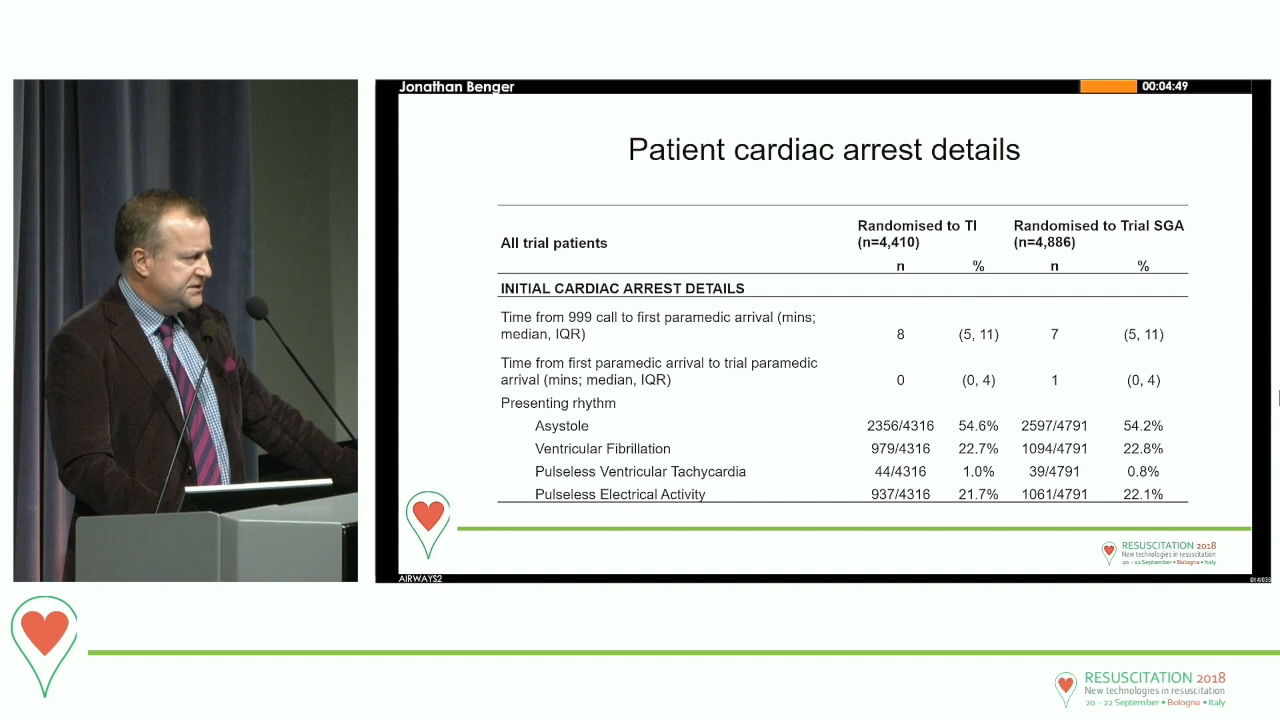 Jonathan Benger
00:04:49
Patient cardiac arrest details
All trial patients
Randomised to TI (n=4,410)
Randomised to Trial SGA (n=4,886)
n % n %
INITIAL CARDIAC ARREST DETAILS
Time from 999 call to first paramedic arrival (mins;
median, IQR) 8 (5, 11) 7 (5, 11)
Time from first paramedic arrival to trial paramedic
arrival (mins; median, IQR) 0 (0, 4) 1 (0, 4)
Presenting rhythm
Asystole 2356/4316 54.6% 2597/4791 54.2%
Ventricular Fibrillation 979/4316 22.7% 1094/4791 22.8%
Pulseless Ventricular Tachycardia 44/4316 1.0% 39/4791 0.8%
Pulseless Electrical Activity 937/4316 21.7% 1061/4791 22.1%
RESUSCITATION 2018
New technologies in resuscitation
20 - 22 September • Bologna • Italy
AIRWAYS2
RESUSCITATION 2018
New technologies in resuscitation
20 - 22 September • Bologna • Italy